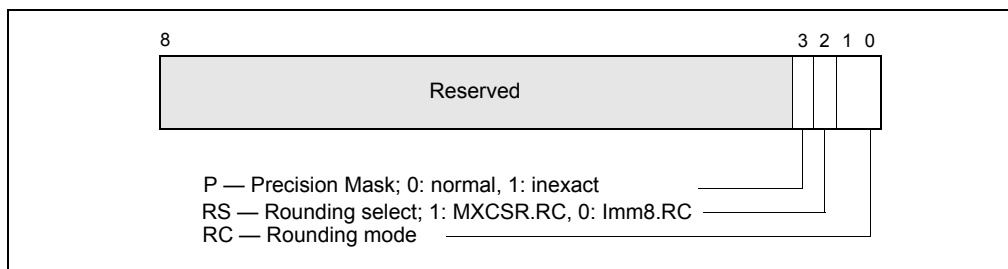 8 3 2 1 0
Reserved
P — Precision Mask; 0: normal, 1: inexact
RS — Rounding select; 1: MXCSR.RC, 0: Imm8.RC
RC — Rounding mode